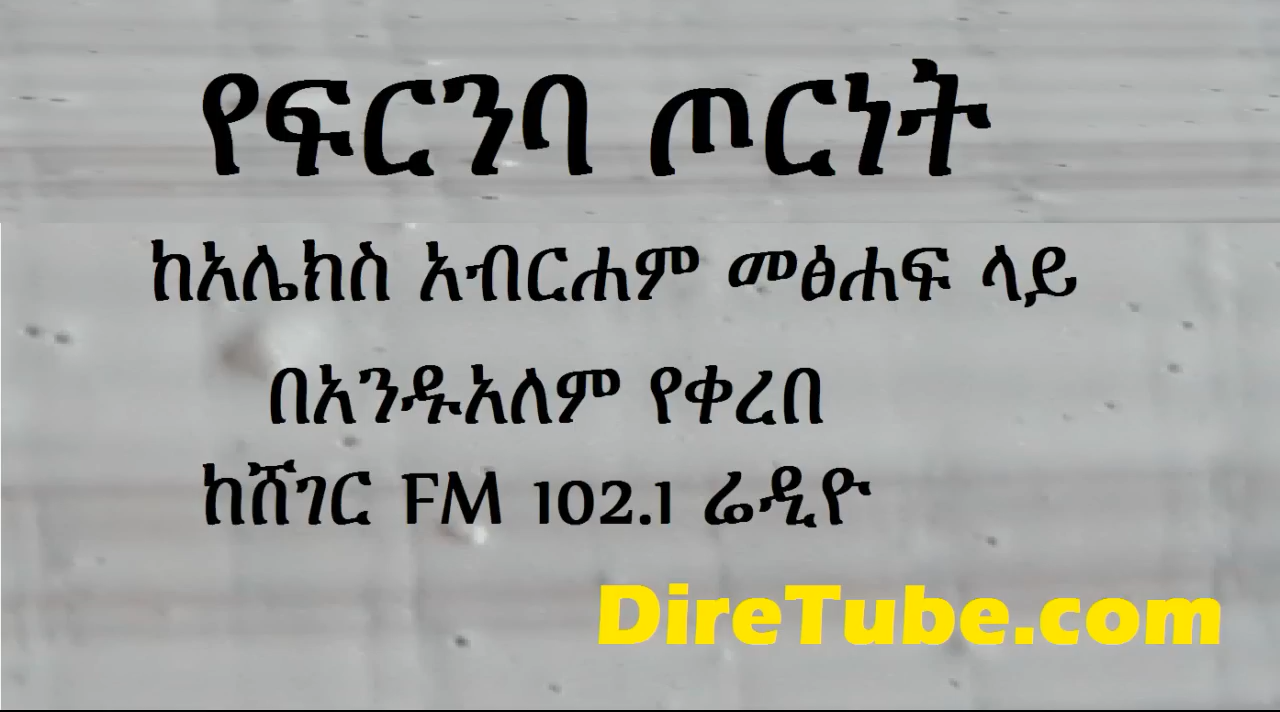 የፍርንባ ጦርነት
ከአሌክስ አብርሐም መፅሐፍ ላይ
በአንዱአለም የቀረበ
ከሸገር FM 102.1 ሬዲዮ
DireTube.com